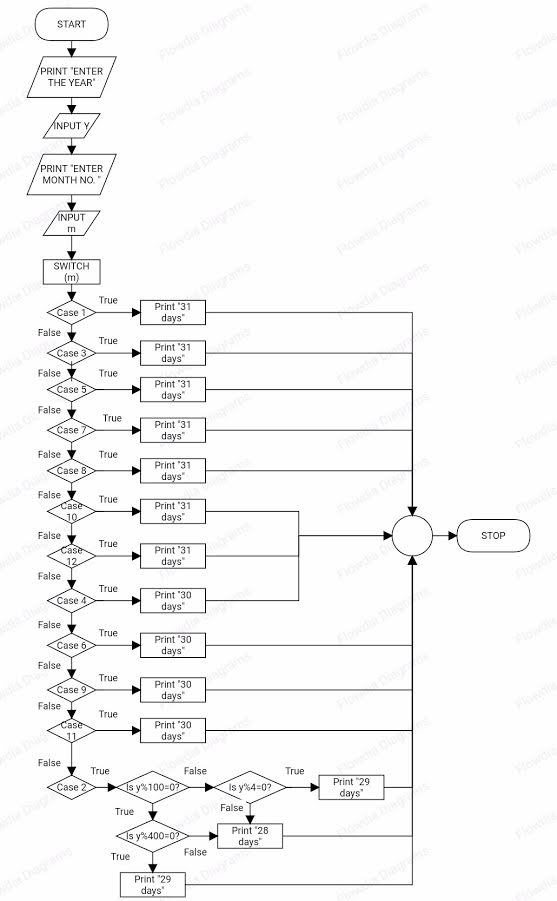 START
PRINT "ENTER
THE YEAR"
INPUT Y
PRINT "ENTER
MONTH NO. "
INPUT
m
SWITCH
(m)
Case 1
True
Print "31
days"
False
Case 3
True
Print "31
days"
False
Case 5
True
Print "31
days"
False
Case 7
True
Print "31
days"
False
Case 8
True
Print "31
days"
False
Case
10
True
Print "31
days"
False
Case
12
True
Print "31
days"
STOP
False
Case 4
True
Print "30
days"
False
Case 6
True
Print "30
days"
False
Case 9
True
Print "30
days"
False
Case
11
True
Print "30
days"
False
Case 2
True
Is y%100=0?
False
Is y%4=0?
True
Print "29
days"
True
False
Is y%400=0?
False
Print "28
days"
True
Print "29
days"
Flowdia Diagrams